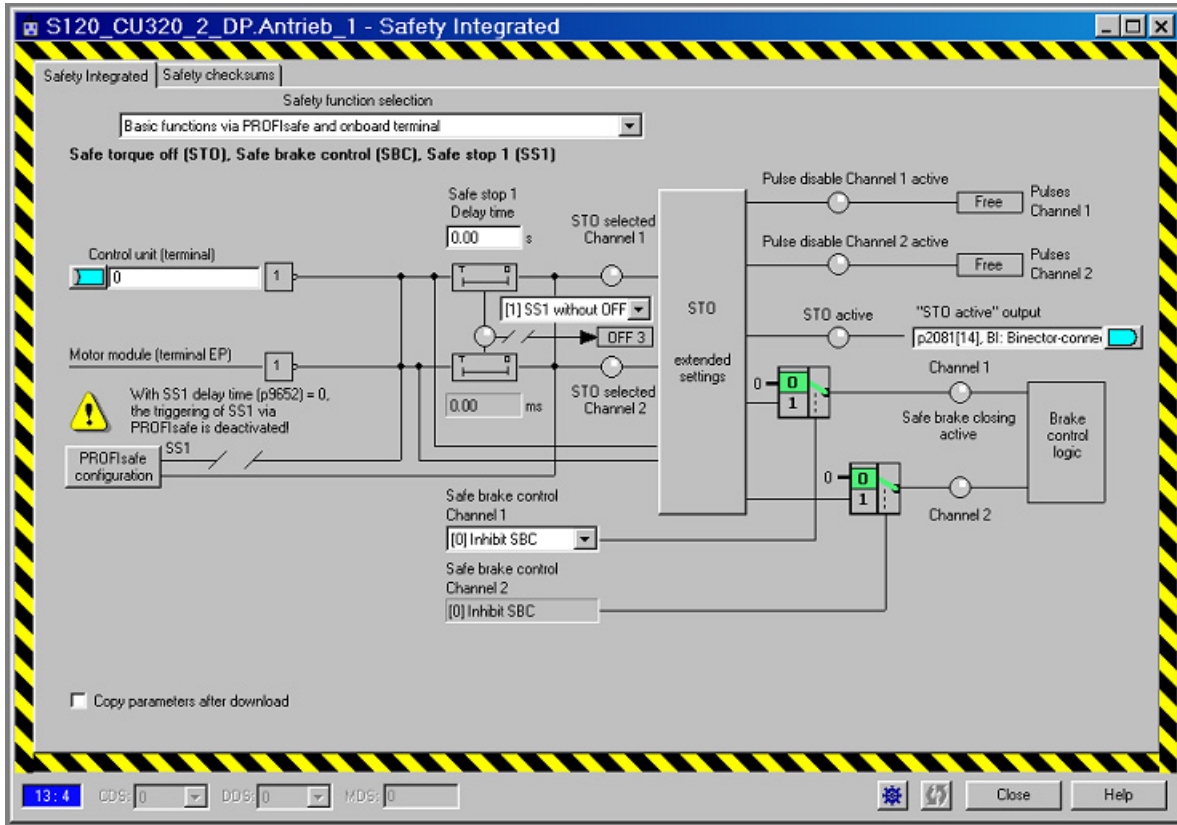 S120_CU320_2_DP.Antrieb_1 - Safety Integrated
Safety Integrated
Safety checksums
Safety function selection
Basic functions via PROFIsafe and onboard terminal
Safe torque off (STO), Safe brake control (SBC), Safe stop 1 (SS1)
Safe stop 1
Delay time
0.00 s
STO selected
Channel 1
Control unit (terminal)
0
1
[1] SS1 without OFF
OFF 3
Motor module (terminal EP)
1
0.00 ms
STO selected
Channel 2
With SS1 delay time (p9652) = 0,
the triggering of SS1 via
PROFIsafe is deactivated!
PROFIsafe
configuration
SS1
STO
extended
settings
Pulse disable Channel 1 active
Free
Pulses
Channel 1
Pulse disable Channel 2 active
Free
Pulses
Channel 2
STO active
"STO active" output
p2081[14], BI: Binector-connec
Channel 1
0
0
1
Safe brake closing
active
Brake
control
logic
0
0
1
Channel 2
Safe brake control
Channel 1
[0] Inhibit SBC
Safe brake control
Channel 2
[0] Inhibit SBC
Copy parameters after download
13: 4
CDS: 0
DDS: 0
MDS: 0
Close
Help